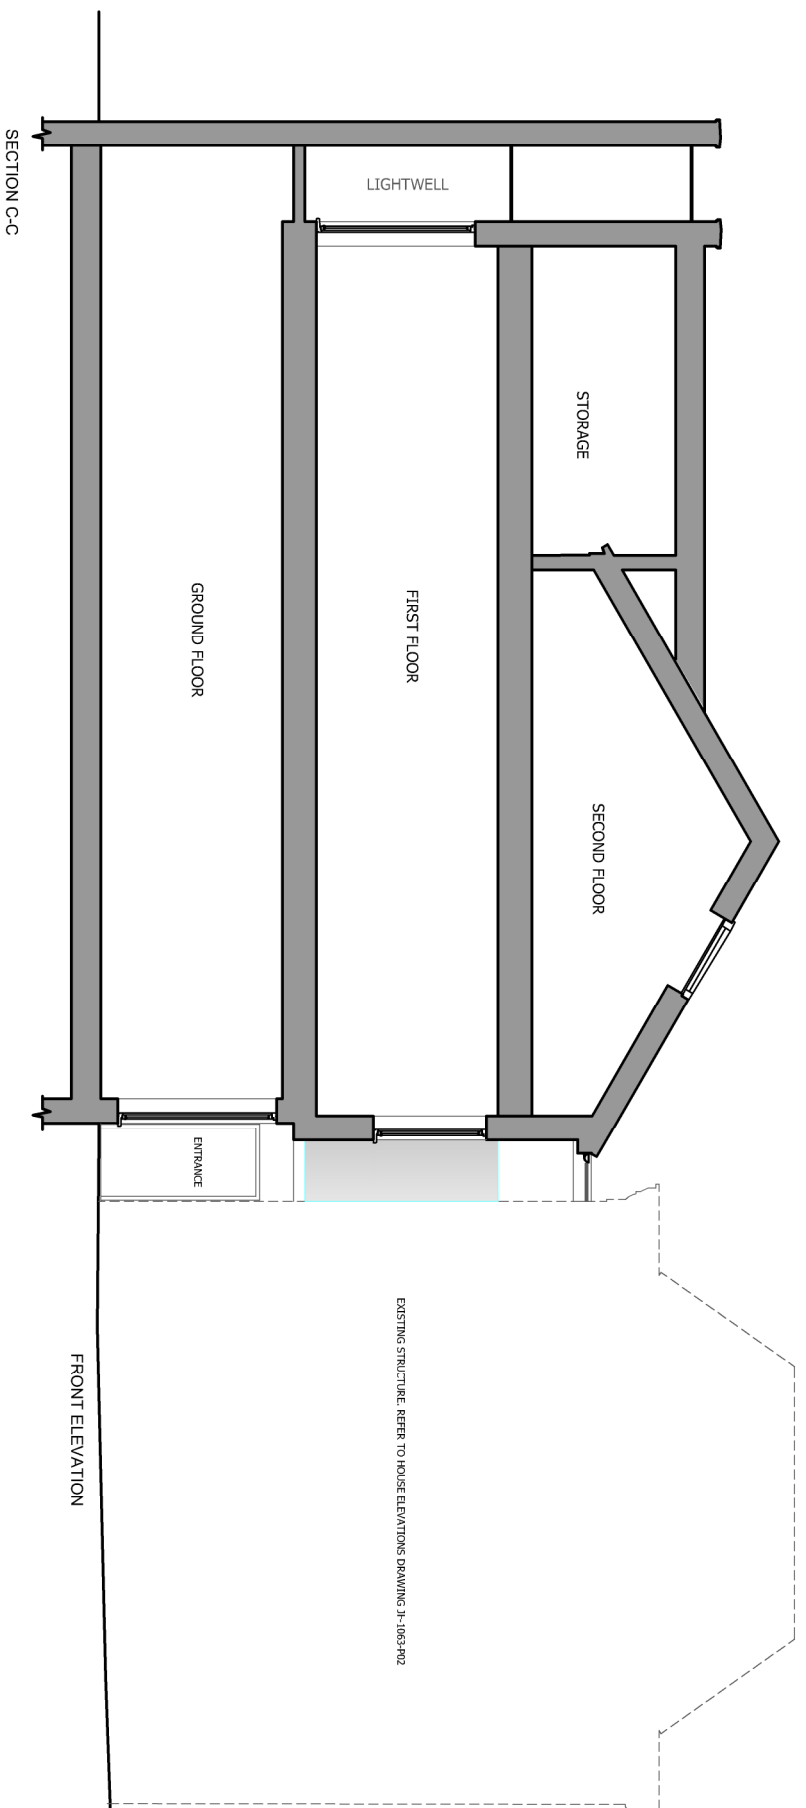 LIGHTWELL
STORAGE
SECOND FLOOR
FIRST FLOOR
GROUND FLOOR
ENTRANCE
EXISTING STRUCTURE. REFER TO HOUSE ELEVATIONS DRAWING JI-1063-P02
SECTION C-C
FRONT ELEVATION